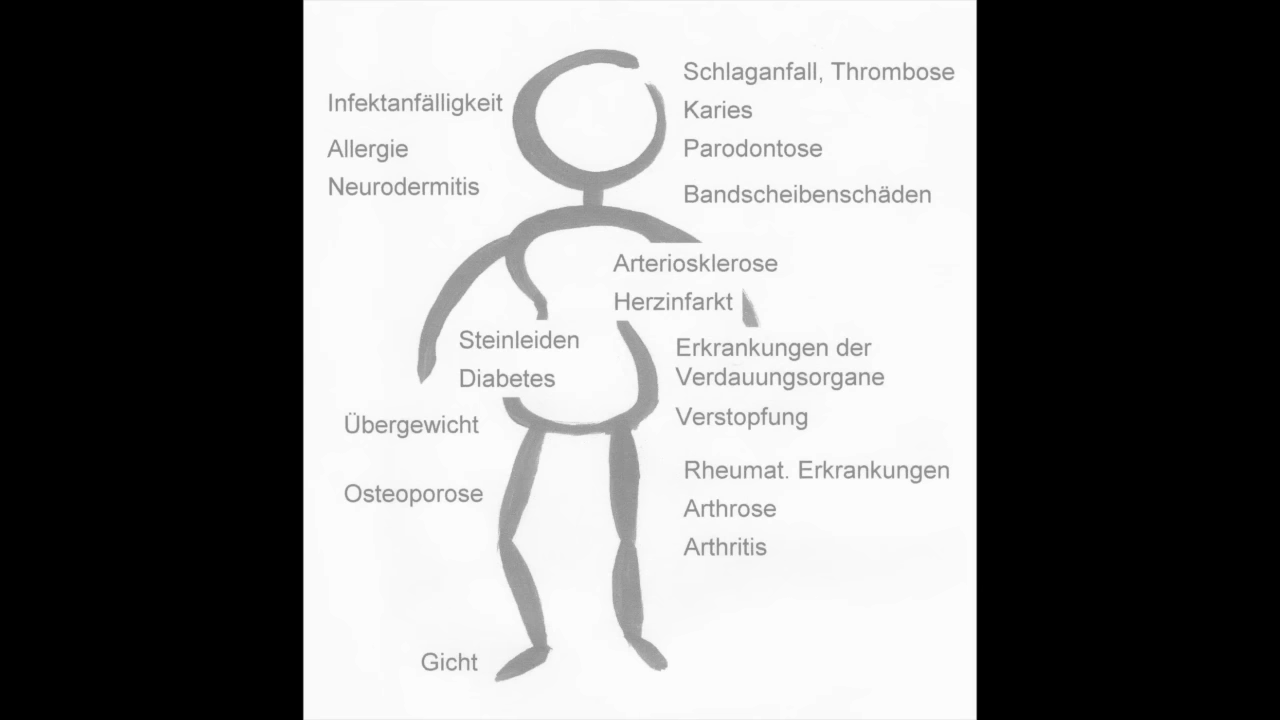 Schlaganfall, Thrombose
Infektanfälligkeit
Karies
Allergie
Parodontose
Neurodermitis
Bandscheibenschäden
Arteriosklerose
Herzinfarkt
Steinleiden
Erkrankungen der
Verdauungsorgane
Diabetes
Verstopfung
Übergewicht
Rheumat. Erkrankungen
Osteoporose
Arthrose
Arthritis
Gicht